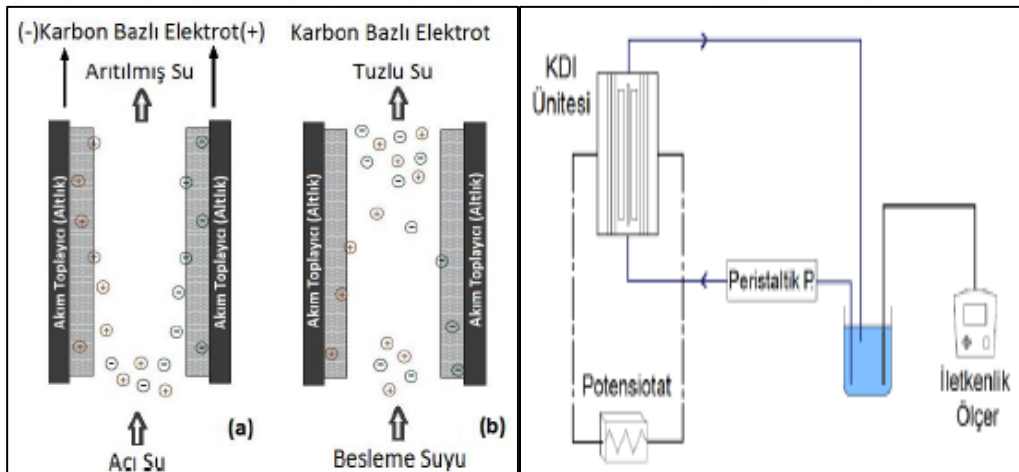 (-)Karbon Bazlı Elektrot(+)
Arıtılmış Su
Akım Toplayıcı (Altlık)
Akım Toplayıcı (Altlık)
(a)
Acı Su
Karbon Bazlı Elektrot
Tuzlu Su
Akım Toplayıcı (Altlık)
Akım Toplayıcı (Altlık)
(b)
Besleme Suyu
KDI
Ünitesi
Peristaltik P.
Potensiotat
İletkenlik
Ölçer